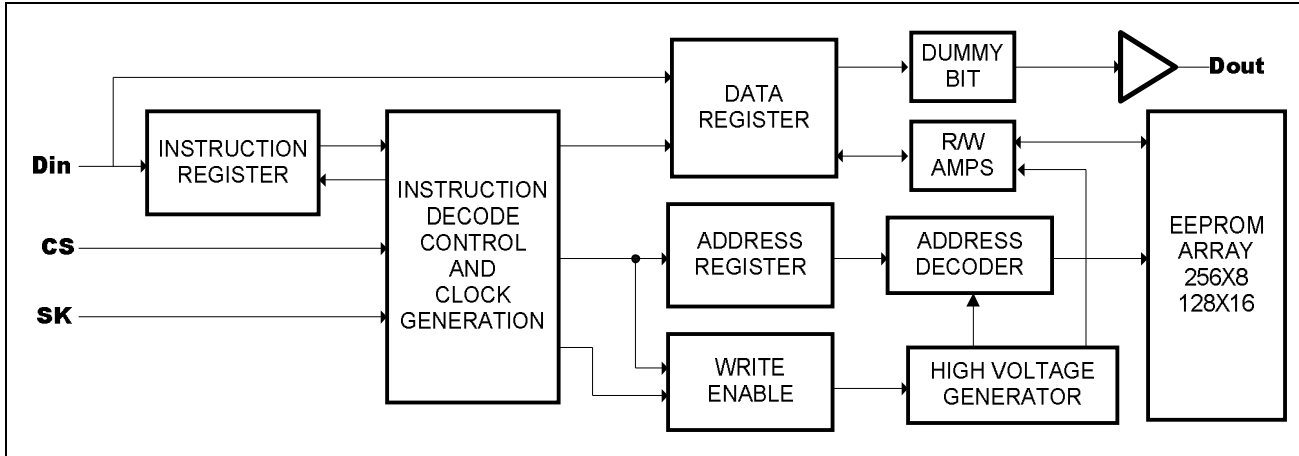 Din
CS
SK
INSTRUCTION
REGISTER
INSTRUCTION
DECODE
CONTROL
AND
CLOCK
GENERATION
DATA
REGISTER
DUMMY
BIT
Dout
R/W
AMPS
ADDRESS
REGISTER
ADDRESS
DECODER
WRITE
ENABLE
HIGH VOLTAGE
GENERATOR
EEPROM
ARRAY
256X8
128X16